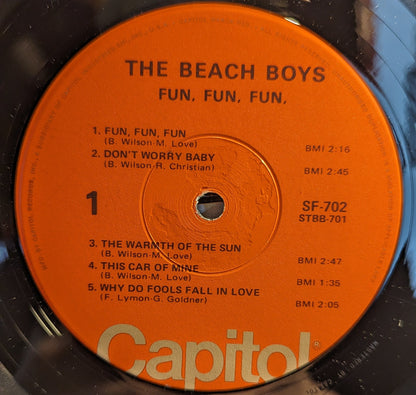 THE BEACH BOYS
FUN, FUN, FUN,
1. FUN, FUN, FUN
(B. Wilson-M. Love) BMI 2:16
2. DON'T WORRY BABY
(B. Wilson-R. Christian) BMI 2:45
1
SF-702
STBB-701
3. THE WARMTH OF THE SUN
(B. Wilson-M. Love) BMI 2:47
4. THIS CAR OF MINE
(B. Wilson-M. Love) BMI 1:35
5. WHY DO FOOLS FALL IN LOVE
(F. Lymon-G. Goldner) BMI 2:05
Capitol